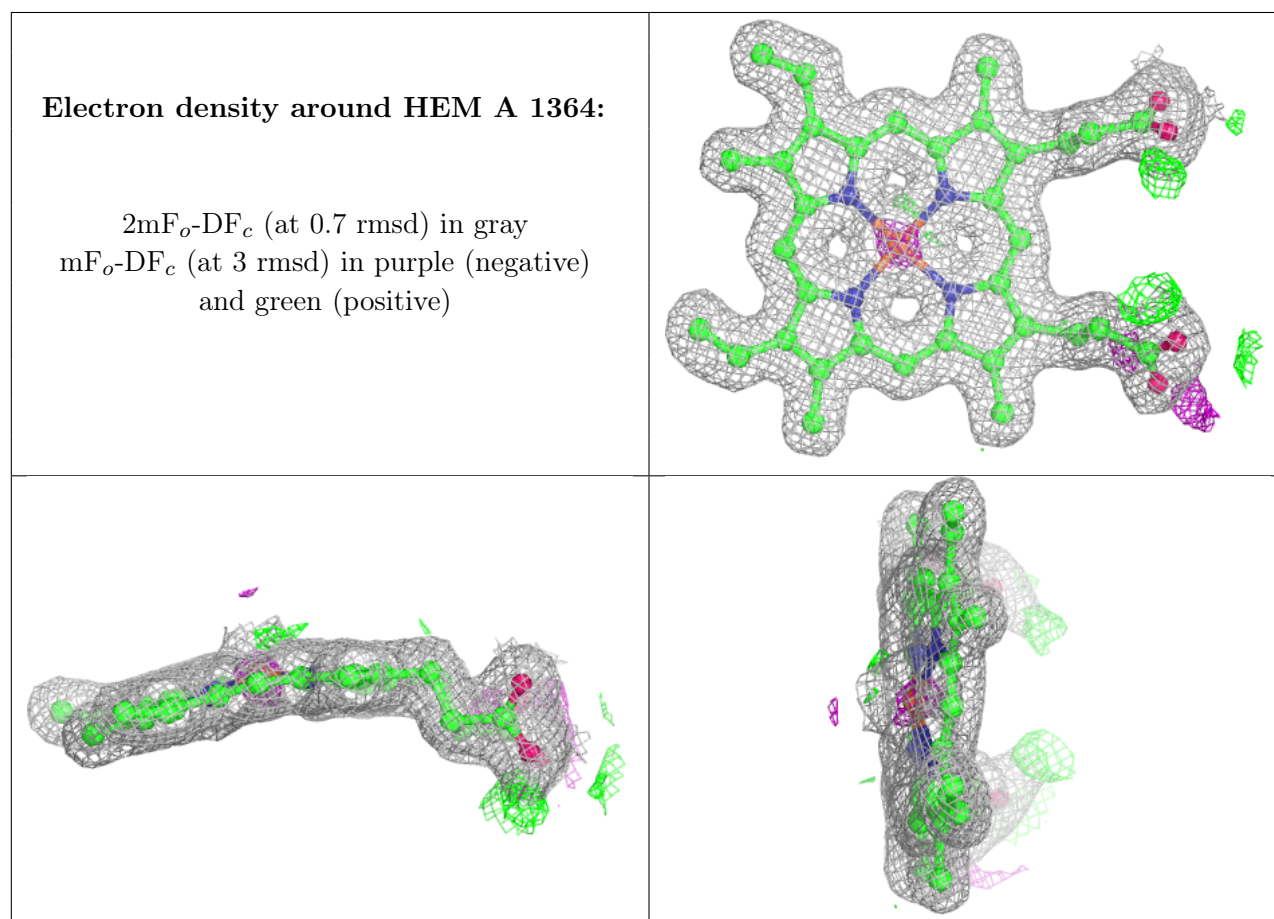 Electron density around HEM A 1364:
2mFo-DFc (at 0.7 rmsd) in gray
mFo-DFc (at 3 rmsd) in purple (negative)
and green (positive)